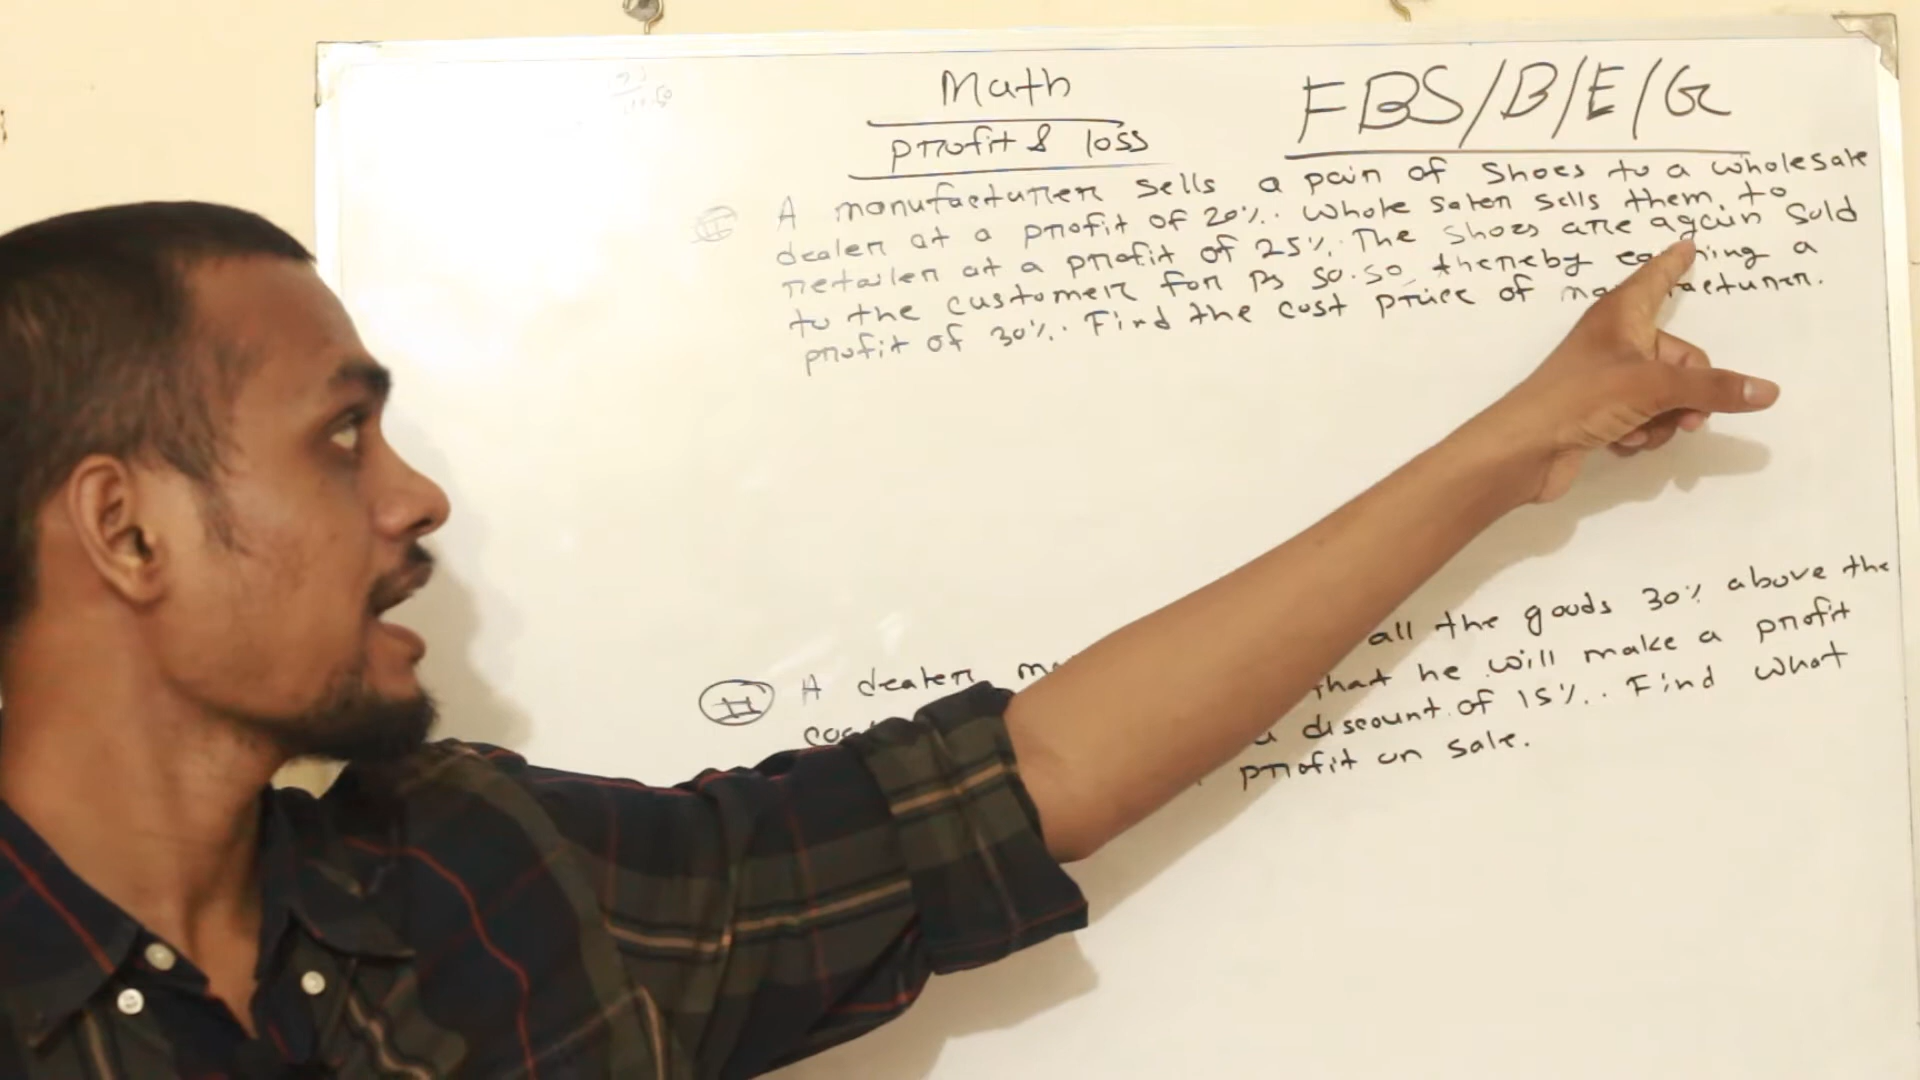 Math
profit & loss
FBS/B/E/G
A manufacturer sells a pair of shoes to a wholesale
dealer at a profit of 20%. Whole saler sells them to
retailer at a profit of 25%. The shoes are again sold
to the customer for Rs 50.50, thereby earning a
profit of 30%. Find the cost price of manufacturer.
II A dealer
all the goods 30% above the
that he will make a profit
a discount of 15%. Find what
profit on sale.